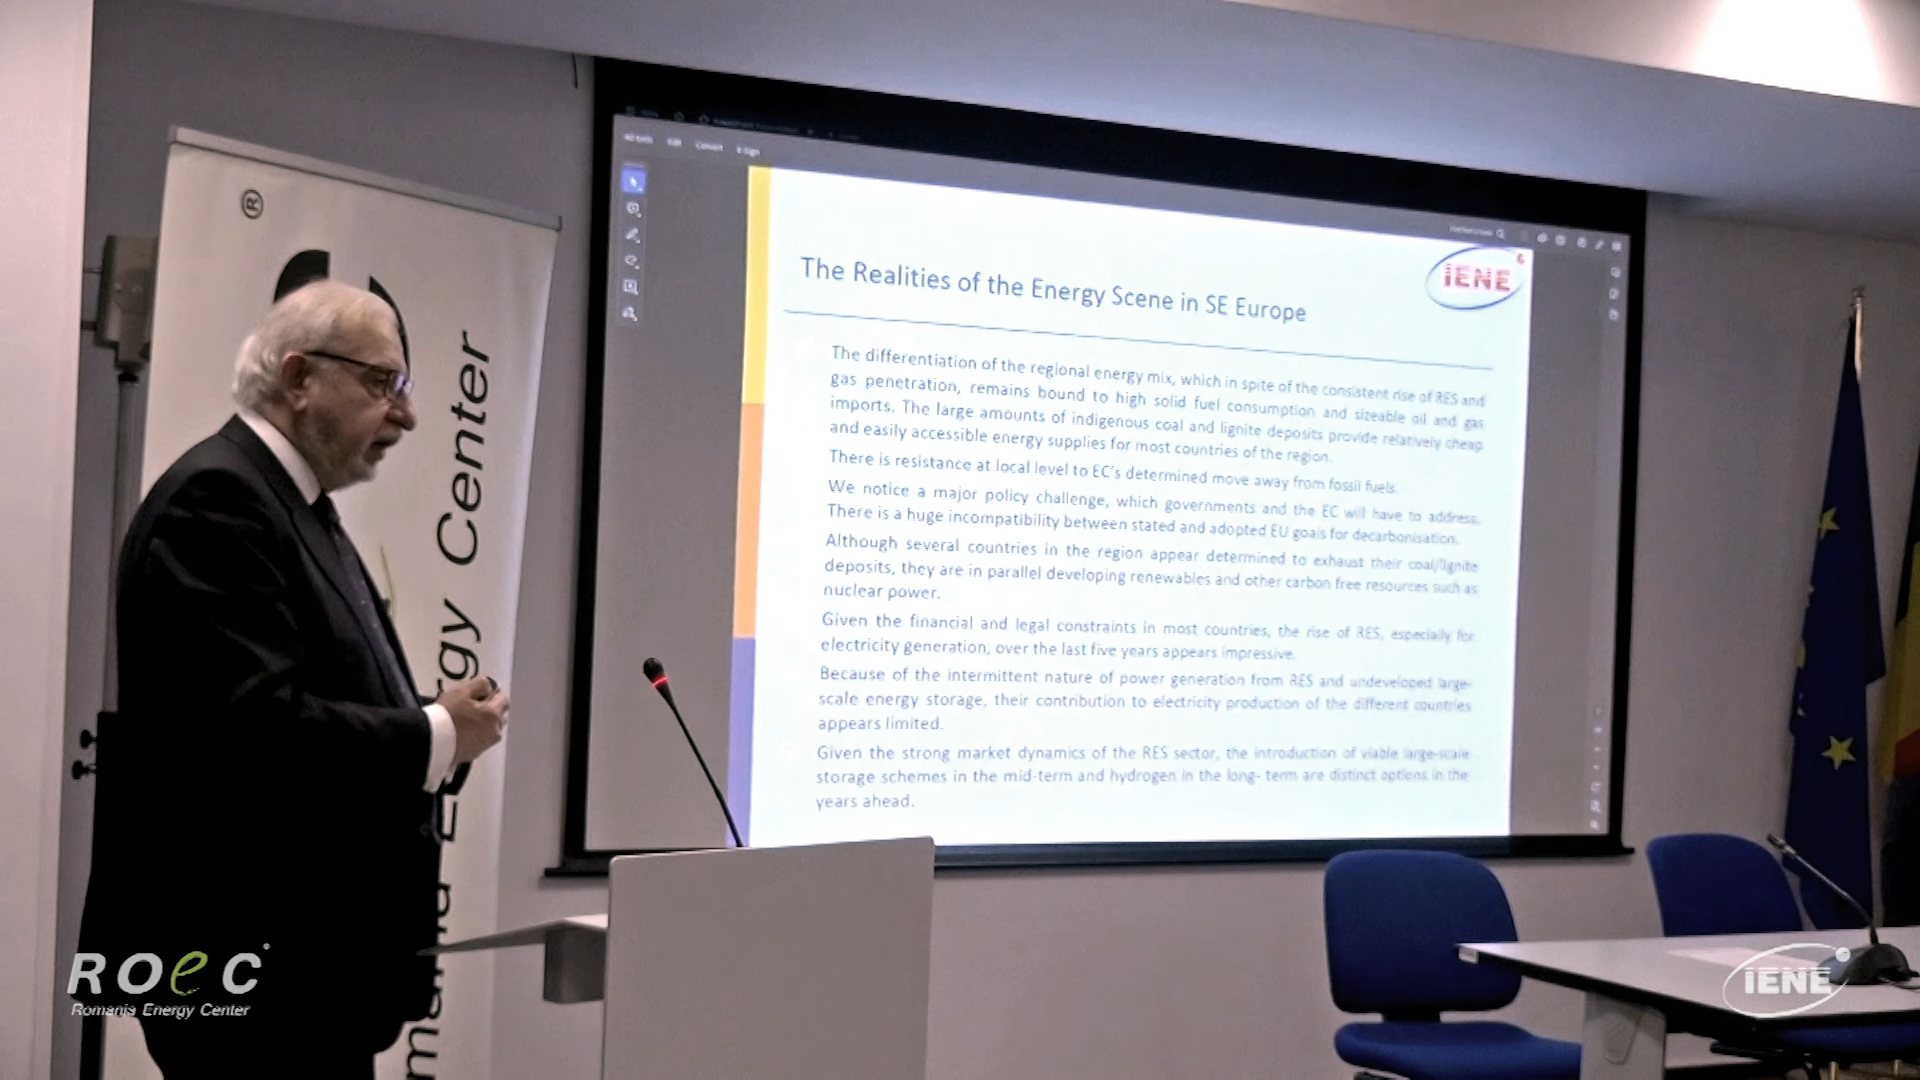 Edit
Convert
E-Sign
IENE
6
The Realities of the Energy Scene in SE Europe
The differentiation of the regional energy mix, which in spite of the consistent rise of RES and
gas penetration, remains bound to high solid fuel consumption and sizeable oil and gas
imports. The large amounts of indigenous coal and lignite deposits provide relatively cheap
and easily accessible energy supplies for most countries of the region.
There is resistance at local level to EC's determined move away from fossil fuels.
We notice a major policy challenge, which governments and the EC will have to address.
There is a huge incompatibility between stated and adopted EU goals for decarbonisation.
Although several countries in the region appear determined to exhaust their coal/lignite
deposits, they are in parallel developing renewables and other carbon free resources such as
nuclear power.
Given the financial and legal constraints in most countries, the rise of RES, especially for
electricity generation, over the last five years appears impressive.
Because of the intermittent nature of power generation from RES and undeveloped large-
scale energy storage, their contribution to electricity production of the different countries
appears limited.
Given the strong market dynamics of the RES sector, the introduction of viable large-scale
storage schemes in the mid-term and hydrogen in the long- term are distinct options in the
years ahead.
®
Center
ROeC
Romania Energy Center
IENE